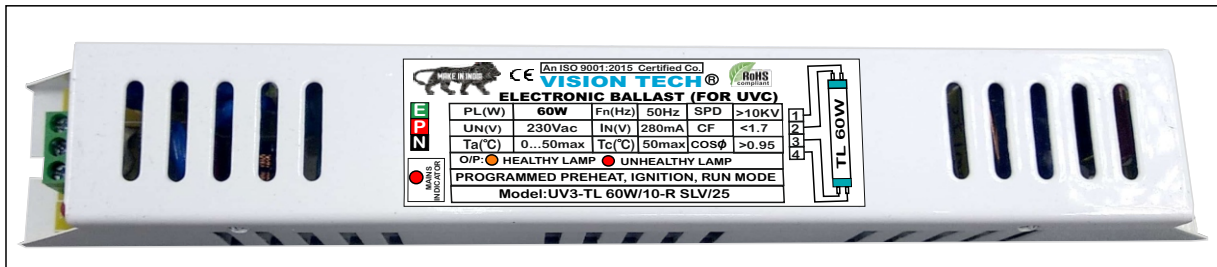 MAKE IN INDIA
CE
An ISO 9001:2015 Certified Co.
VISION TECH®
RoHS
compliant
ELECTRONIC BALLAST (FOR UVC)
E
P
N
PL(W) 60W Fn(Hz) 50Hz SPD >10KV
UN(V) 230Vac IN(V) 280mA CF <1.7
Ta(℃) 0...50max Tc(℃) 50max COSϕ >0.95
O/P: HEALTHY LAMP UNHEALTHY LAMP
PROGRAMMED PREHEAT, IGNITION, RUN MODE
Model:UV3-TL 60W/10-R SLV/25
MAINS
INDICATOR
1
2
3
4
TL 60W